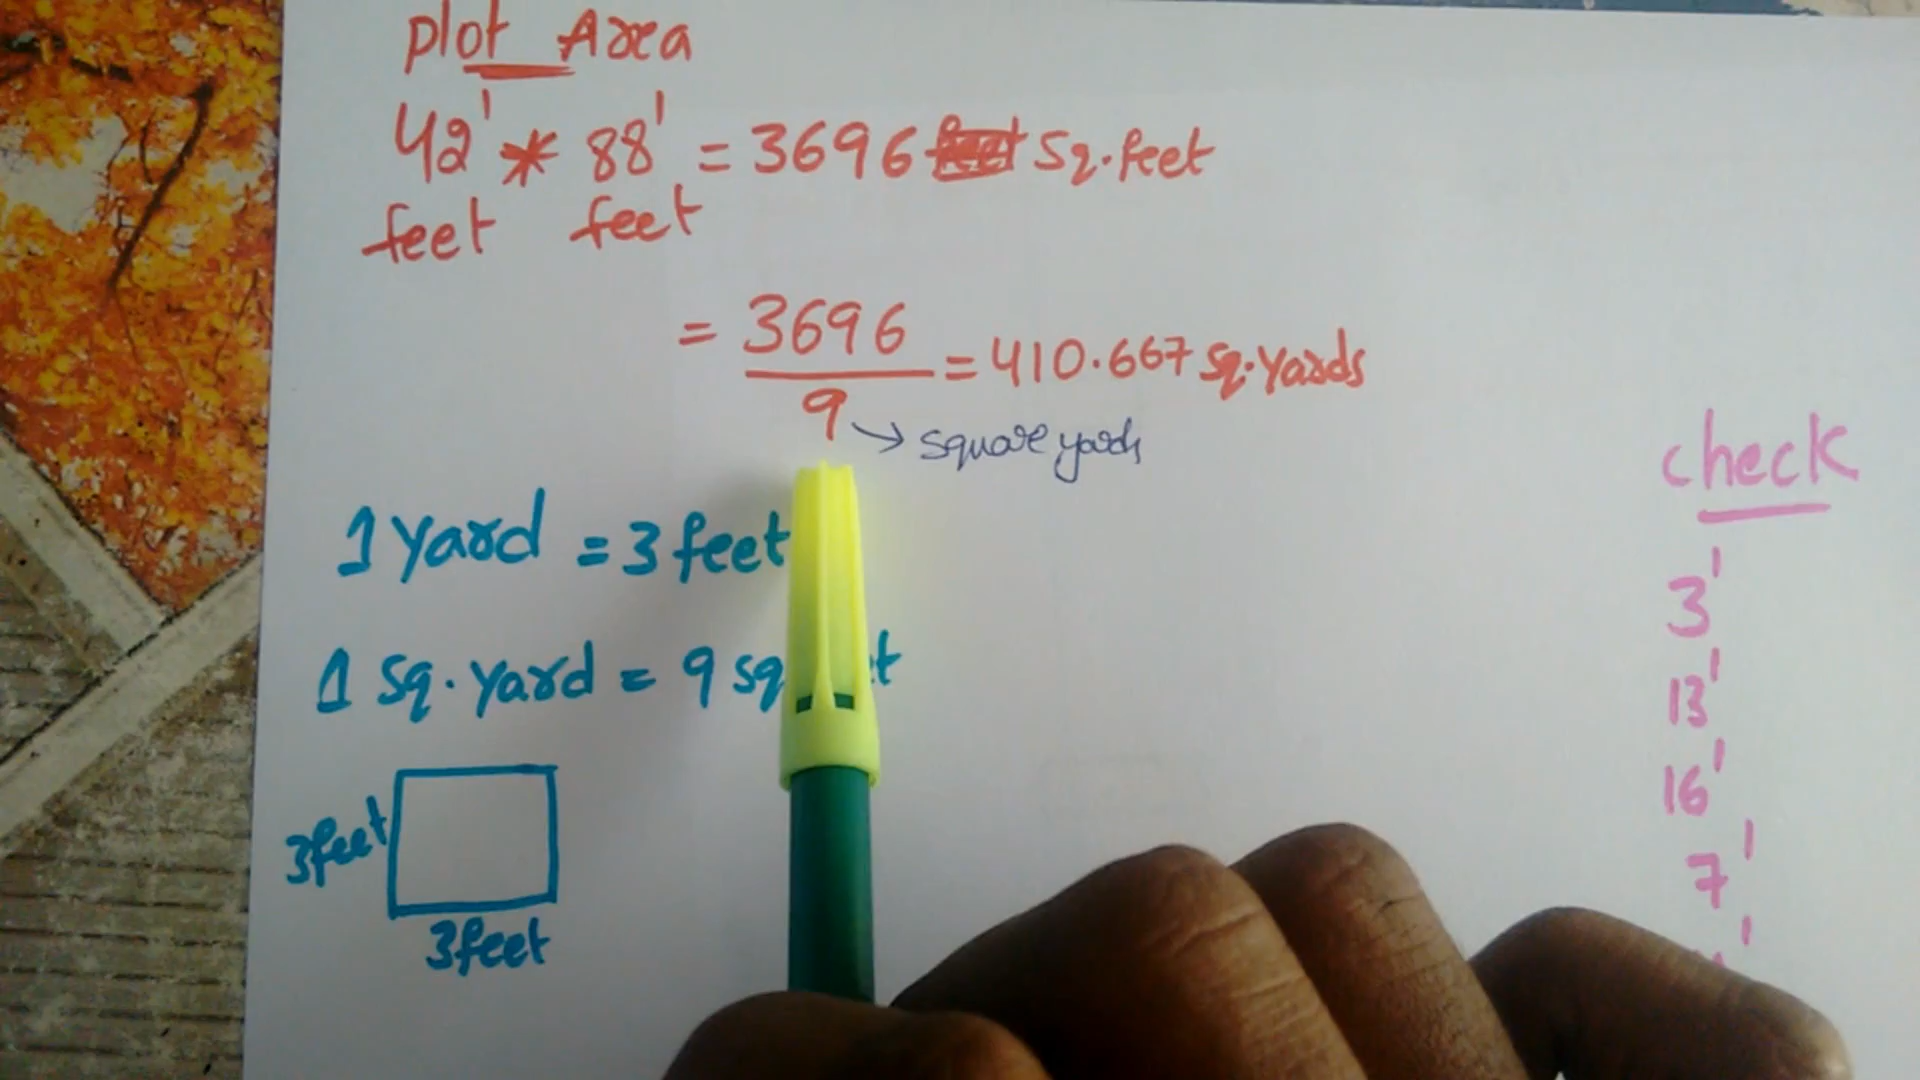 Plot Area
42' * 88' = 3696 Sq.feet
feet feet
= 3696
9 = 410.667 Sq.Yards
→ square yards
1 Yard = 3 feet
1 Sq.Yard = 9 sq
3feet
3feet
check
3'
13'
16'
7'